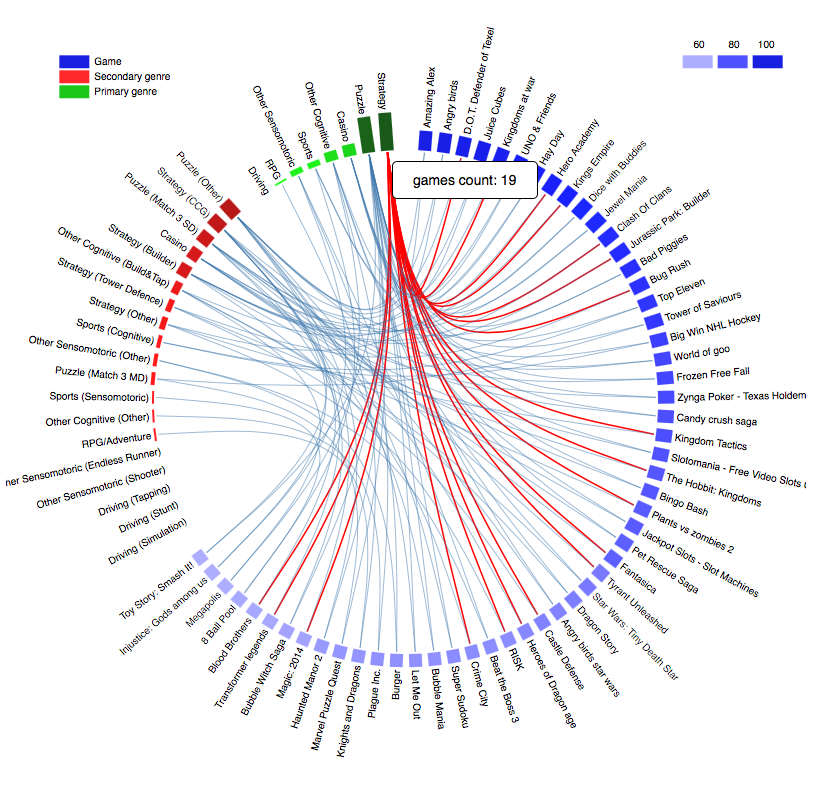 Game
Secondary genre
Primary genre
60 80 100
games count: 19
Driving
RPG
Other Sensomotoric
Sports
Other Cognitive
Casino
Puzzle
Strategy
Amazing Alex
Angry birds
D.O.T. Defender of Texel
Juice Cubes
Kingdoms at war
UNO & Friends
Hay Day
Hero Academy
Kings Empire
Dice with Buddies
Jewel Mania
Clash Of Clans
Jurassic Park: Builder
Bad Piggies
Bug Rush
Top Eleven
Tower of Saviours
Big Win NHL Hockey
World of goo
Frozen Free Fall
Zynga Poker - Texas Holdem
Candy crush saga
Kingdom Tactics
Slotomania - Free Video Slots
The Hobbit: Kingdoms
Bingo Bash
Plants vs zombies 2
Jackpot Slots - Slot Machines
Pet Rescue Saga
Fantasica
Tyrant Unleashed
Star Wars: Tiny Death Star
Dragon Story
Angry birds star wars
Castle Defense
Heroes of Dragon age
RISK
Beat the Boss 3
Crime City
Super Sudoku
Bubble Mania
Let Me Out
Burger
Plague Inc.
Knights and Dragons
Marvel Puzzle Quest
Haunted Manor 2
Magic: 2014
Bubble Witch Saga
Transformer legends
Blood Brothers
8 Ball Pool
Megapolis
Injustice: Gods among us
Toy Story: Smash It!
Driving (Simulation)
Driving (Stunt)
Driving (Tapping)
Other Sensomotoric (Shooter)
ner Sensomotoric (Endless Runner)
RPG/Adventure
Other Cognitive (Other)
Sports (Sensomotoric)
Puzzle (Match 3 MD)
Other Sensomotoric (Other)
Sports (Cognitive)
Strategy (Other)
Strategy (Tower Defence)
Other Cognitive (Build&Tap)
Strategy (Builder)
Casino
Puzzle (Match 3 SD)
Strategy (CCG)
Puzzle (Other)